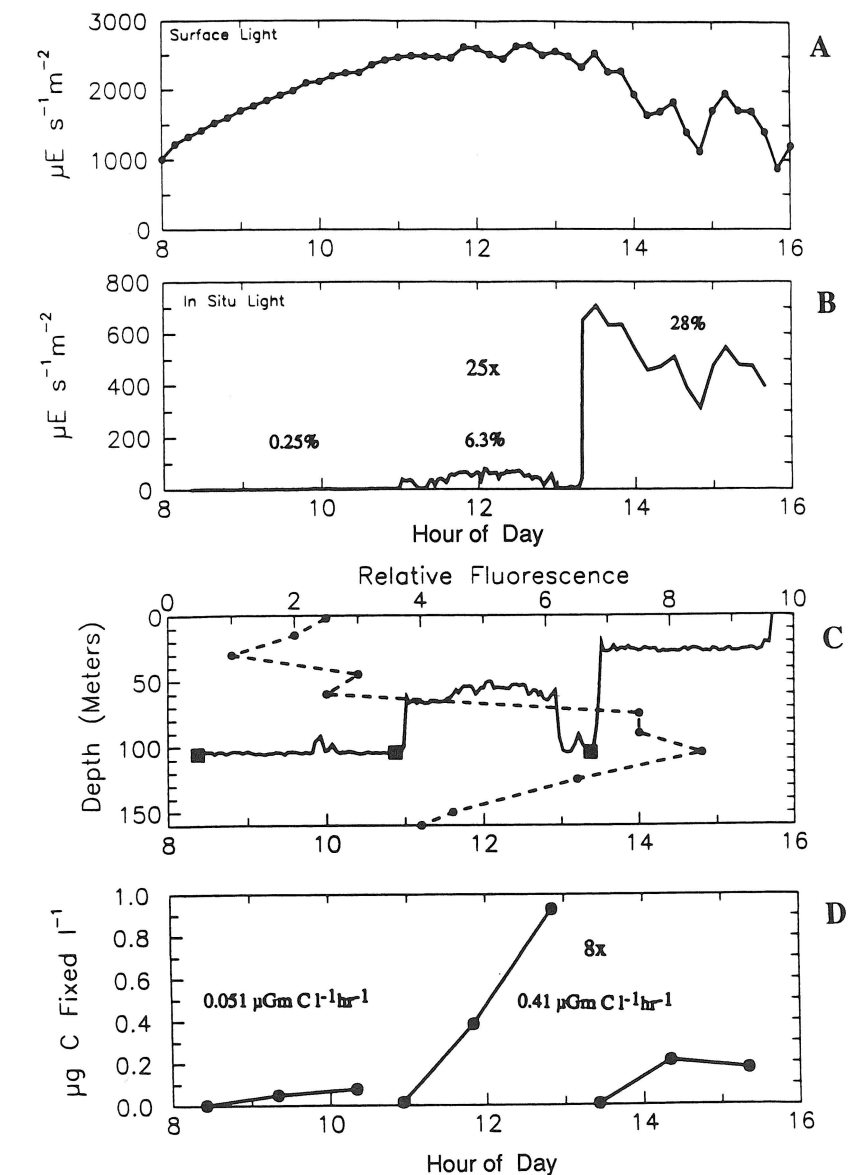 3000
Surface Light
A
2000
1000
0
µE s⁻¹m⁻²
8 10 12 14 16
800
In Situ Light
B
28%
600
25x
400
0.25% 6.3%
200
0
µE s⁻¹m⁻²
8 10 12 14 16
Hour of Day
Relative Fluorescence
0 2 4 6 8 10
0
C
50
100
150
Depth (Meters)
8 10 12 14 16
1.0
D
0.8
8x
0.6
0.051 µGm C l⁻¹hr⁻¹ 0.41 µGm C l⁻¹hr⁻¹
0.4
0.2
0.0
µg C Fixed l⁻¹
8 10 12 14 16
Hour of Day